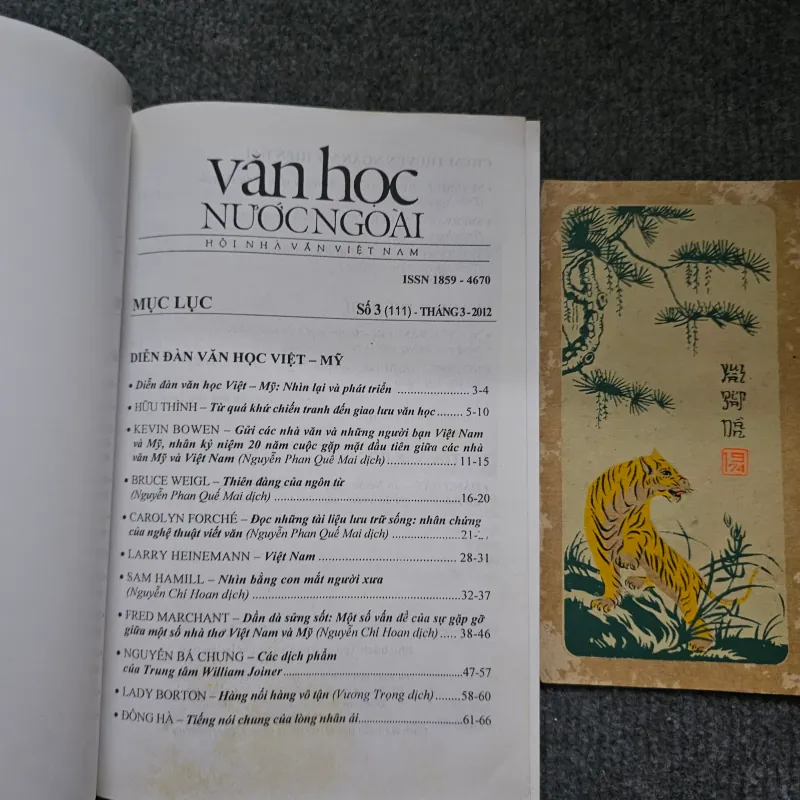 Văn học
NƯỚC NGOÀI
HỘI NHÀ VĂN VIỆT NAM
ISSN 1859 - 4670
MỤC LỤC
Số 3 (111) - THÁNG 3-2012
DIỄN ĐÀN VĂN HỌC VIỆT – MỸ
• Diễn đàn văn học Việt – Mỹ: Nhìn lại và phát triển ..................... 3-4
• HỮU THỈNH – Từ quá khứ chiến tranh đến giao lưu văn học ...... 5-10
• KEVIN BOWEN – Gửi các nhà văn và những người bạn Việt Nam
và Mỹ, nhân kỷ niệm 20 năm cuộc gặp mặt đầu tiên giữa các nhà
văn Mỹ và Việt Nam (Nguyễn Phan Quế Mai dịch) ................... 11-15
• BRUCE WEIGL – Thiên đàng của ngôn từ
(Nguyễn Phan Quế Mai dịch) .................................................. 16-20
• CAROLYN FORCHÉ – Đọc những tài liệu lưu trữ sống: nhân chứng
của nghệ thuật viết văn (Nguyễn Phan Quế Mai dịch) ............... 21-
• LARRY HEINEMANN – Việt Nam ........................................ 28-31
• SAM HAMILL – Nhìn bằng con mắt người xưa
(Nguyễn Chí Hoan dịch) ......................................................... 32-37
• FRED MARCHANT – Dần dà sửng sốt: Một số vấn đề của sự gặp gỡ
giữa một số nhà thơ Việt Nam và Mỹ (Nguyễn Chí Hoan dịch) ..... 38-46
• NGUYỄN BÁ CHUNG – Các dịch phẩm
của Trung tâm William Joiner ................................................ 47-57
• LADY BORTON – Hàng nối hàng vô tận (Vương Trọng dịch) ...... 58-60
• ĐÔNG HÀ – Tiếng nói chung của lòng nhân ái ........................ 61-66